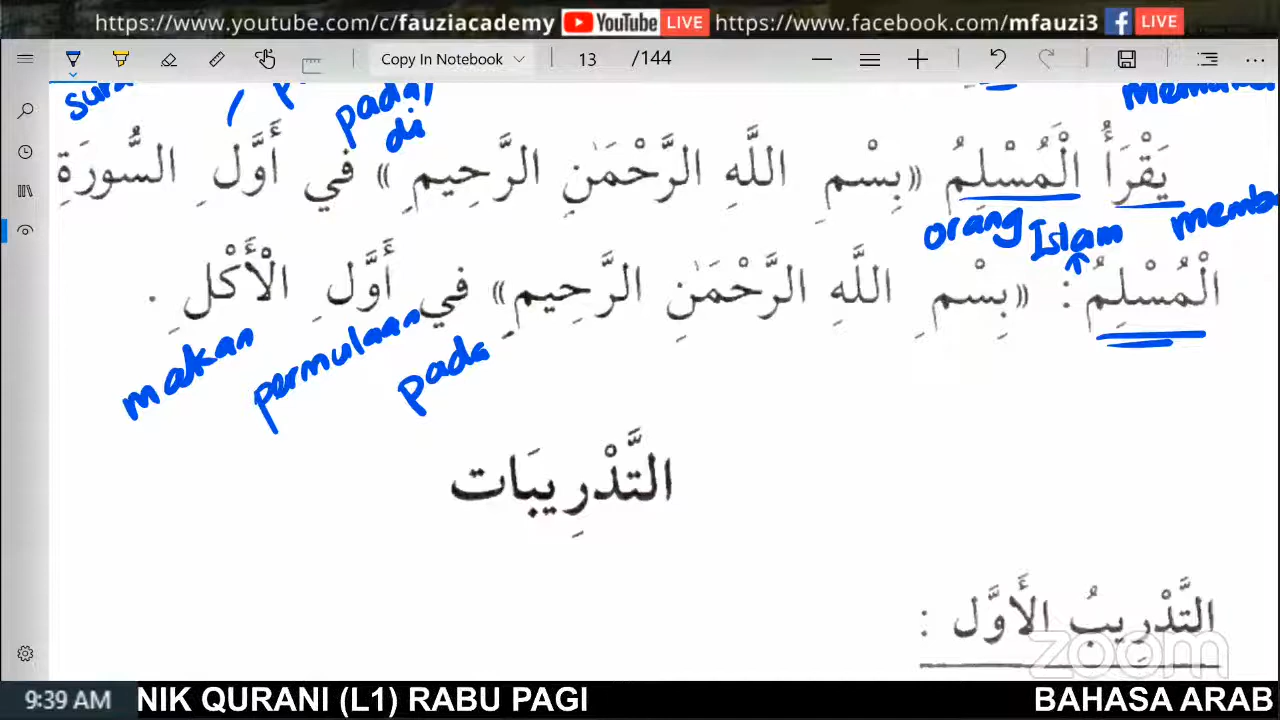 https://www.youtube.com/c/fauziacademy YouTube LIVE https://www.facebook.com/mfauzi3 f LIVE
Copy In Notebook 13 /144
pada/
di
يَقْرَأُ الْمُسْلِمُ «بِسْمِ اللَّهِ الرَّحْمَٰنِ الرَّحِيمِ» فِي أَوَّلِ السُّورَةِ
orang Islam
الْمُسْلِمُ : «بِسْمِ اللَّهِ الرَّحْمَٰنِ الرَّحِيمِ» فِي أَوَّلِ الْأَكْلِ .
makan permulaan pada
التَّدْرِيبَات
التَّدْرِيبُ الْأَوَّل :
zoom
9:39 AM NIK QURANI (L1) RABU PAGI BAHASA ARAB